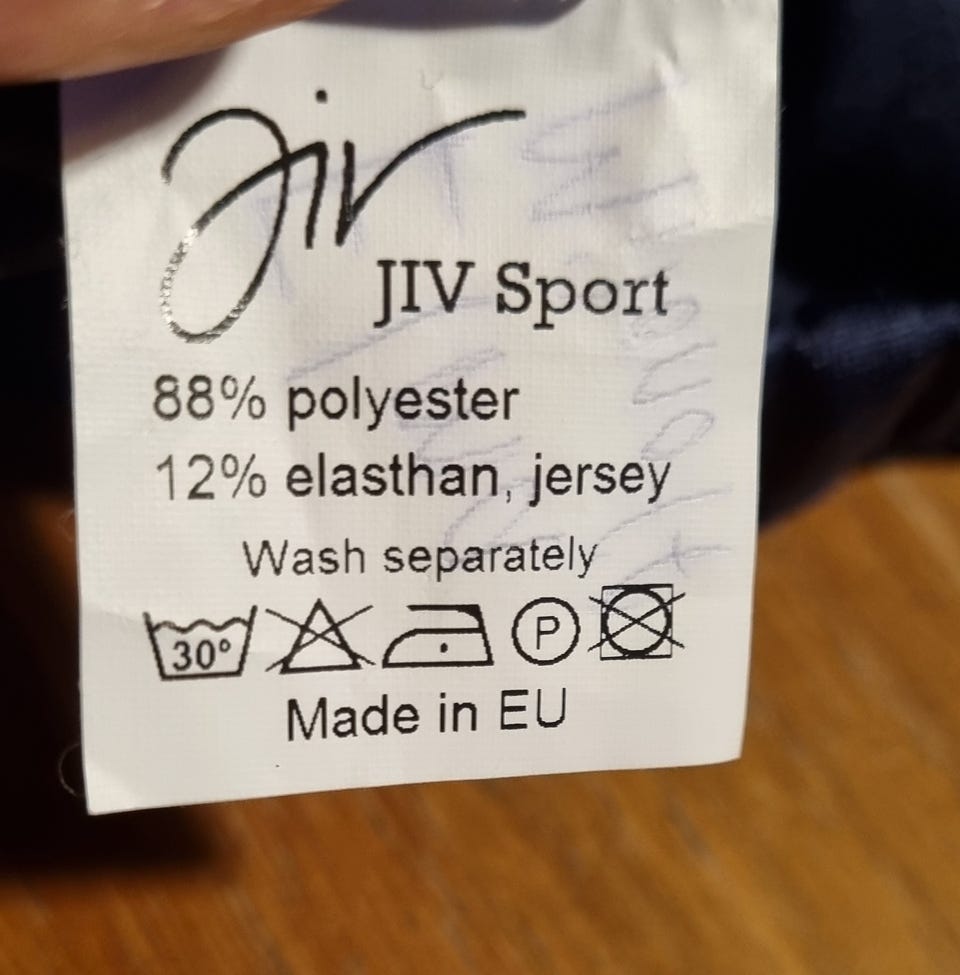 jiv
JIV Sport
88% polyester
12% elasthan, jersey
Wash separately
30°
P
Made in EU